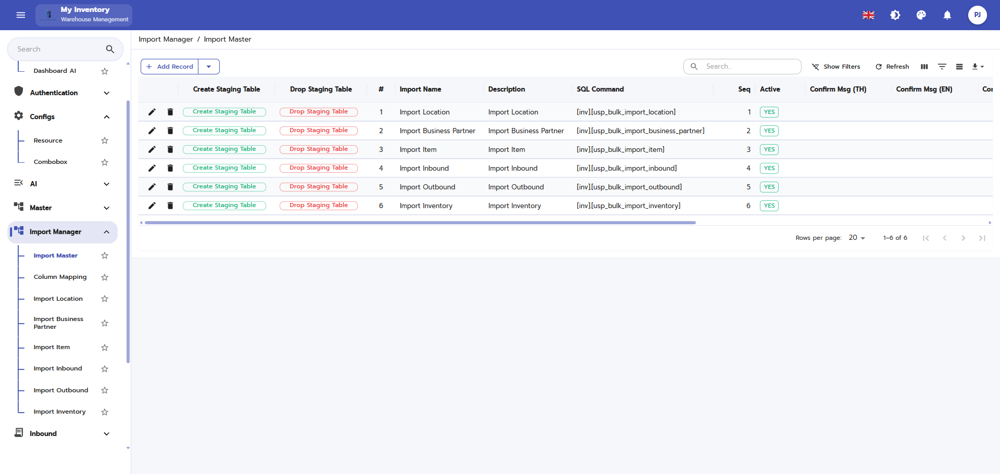 My Inventory
Warehouse Management
PJ
Search
Dashboard AI
Authentication
Configs
Resource
Combobox
AI
Master
Import Manager
Import Master
Column Mapping
Import Location
Import Business
Partner
Import Item
Import Inbound
Import Outbound
Import Inventory
Inbound
Import Manager / Import Master
Add Record
Search...
Show Filters
Refresh
Create Staging Table Drop Staging Table # Import Name Description SQL Command Seq Active Confirm Msg (TH) Confirm Msg (EN)
Create Staging Table Drop Staging Table 1 Import Location Import Location [inv].[usp_bulk_import_location] 1 YES
Create Staging Table Drop Staging Table 2 Import Business Partner Import Business Partner [inv].[usp_bulk_import_business_partner] 2 YES
Create Staging Table Drop Staging Table 3 Import Item Import Item [inv].[usp_bulk_import_item] 3 YES
Create Staging Table Drop Staging Table 4 Import Inbound Import Inbound [inv].[usp_bulk_import_inbound] 4 YES
Create Staging Table Drop Staging Table 5 Import Outbound Import Outbound [inv].[usp_bulk_import_outbound] 5 YES
Create Staging Table Drop Staging Table 6 Import Inventory Import Inventory [inv].[usp_bulk_import_inventory] 6 YES
Rows per page: 20 1–6 of 6